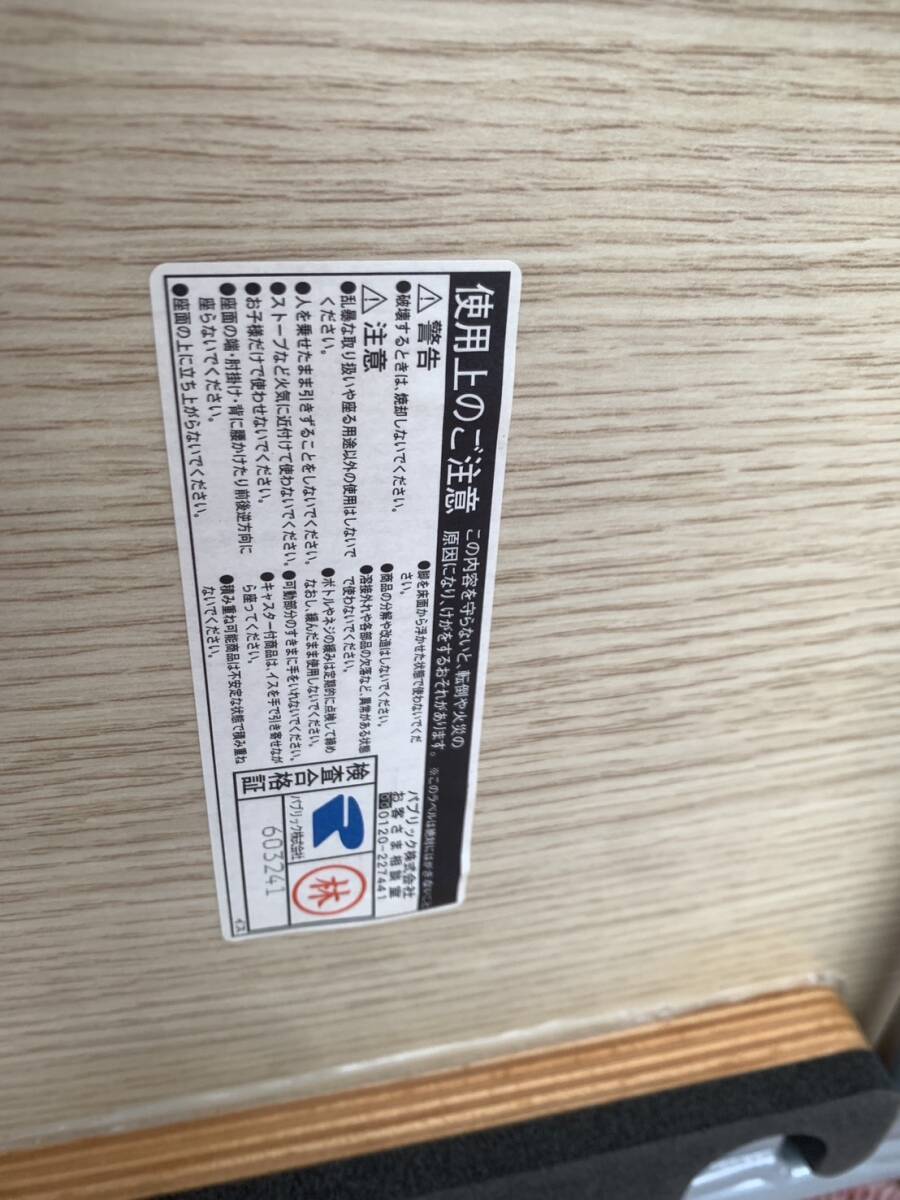 使用上のご注意
この内容を守らないと、転倒や火災の
原因になり、けがをするおそれがあります。
※このラベルは絶対にはがさないこと
⚠ 警告
●破壊するときは、焼却しないでください。
⚠ 注意
●乱暴な取り扱いや座る用途以外の使用はしないで
ください。
●人を乗せたまま引きずることをしないでください。
●ストーブなど火気に近付けて使わないでください。
●お子様だけで使わせないでください。
●座面の端・肘掛け・背に腰かけたり前後逆方向に
座らないでください。
●座面の上に立ち上がらないでください。
●脚を床面から浮かせた状態で使わないでくだ
さい。
●商品の分解や改造はしないでください。
●溶接外れや各部品の欠落など、異常がある状態
で使わないでください。
●ボトルやネジの緩みは定期的に点検して締め
なおし、緩んだまま使用しないでください。
●可動部分のすきまに手をいれないでください。
●キャスター付商品は、イスを手で引き寄せなが
ら座ってください。
●積み重ね可能商品は不安定な状態で積み重ね
ないでください。
パブリック株式会社
お客さま相談室
0120-227441
検査合格証
パブリック株式会社
林
603241
イス